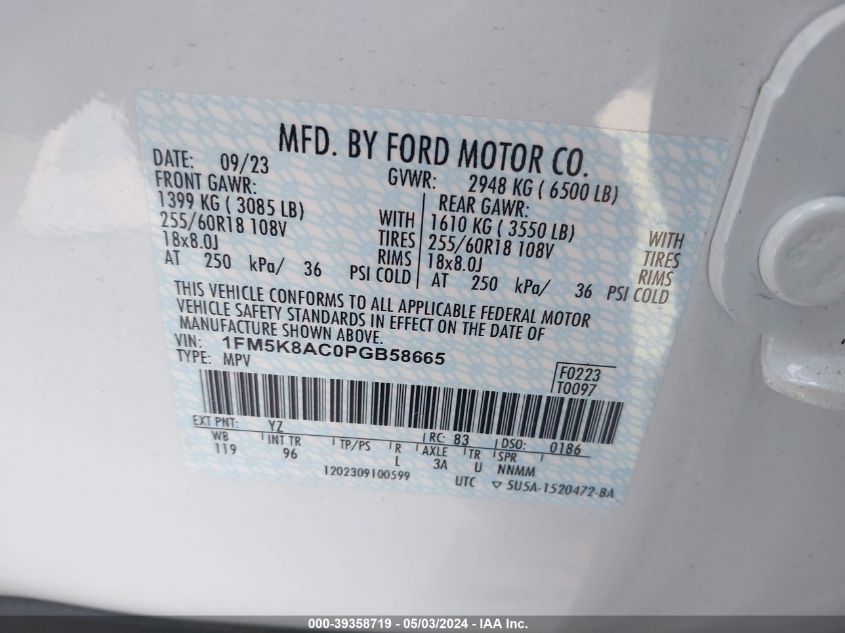 MFD. BY FORD MOTOR CO.
DATE: 09/23 GVWR: 2948 KG ( 6500 LB)
FRONT GAWR: REAR GAWR:
1399 KG ( 3085 LB) WITH 1610 KG ( 3550 LB) WITH
255/60R18 108V TIRES 255/60R18 108V TIRES
18x8.0J RIMS 18x8.0J RIMS
AT 250 kPa/ 36 PSI COLD AT 250 kPa/ 36 PSI COLD
THIS VEHICLE CONFORMS TO ALL APPLICABLE FEDERAL MOTOR
VEHICLE SAFETY STANDARDS IN EFFECT ON THE DATE OF
MANUFACTURE SHOWN ABOVE.
VIN: 1FM5K8AC0PGB58665
TYPE: MPV
F0223
T0097
EXT PNT: YZ RC: 83 DSO: 0186
WB INT TR TP/PS R AXLE TR SPR
119 96 L 3A U NNMM
1202309100599 UTC ▽ 5U5A-1520472-BA
000-39358719 - 05/03/2024 - IAA Inc.